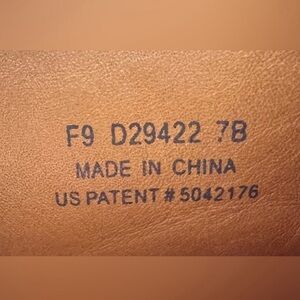 F9 D29422 7B
MADE IN CHINA
US PATENT # 5042176